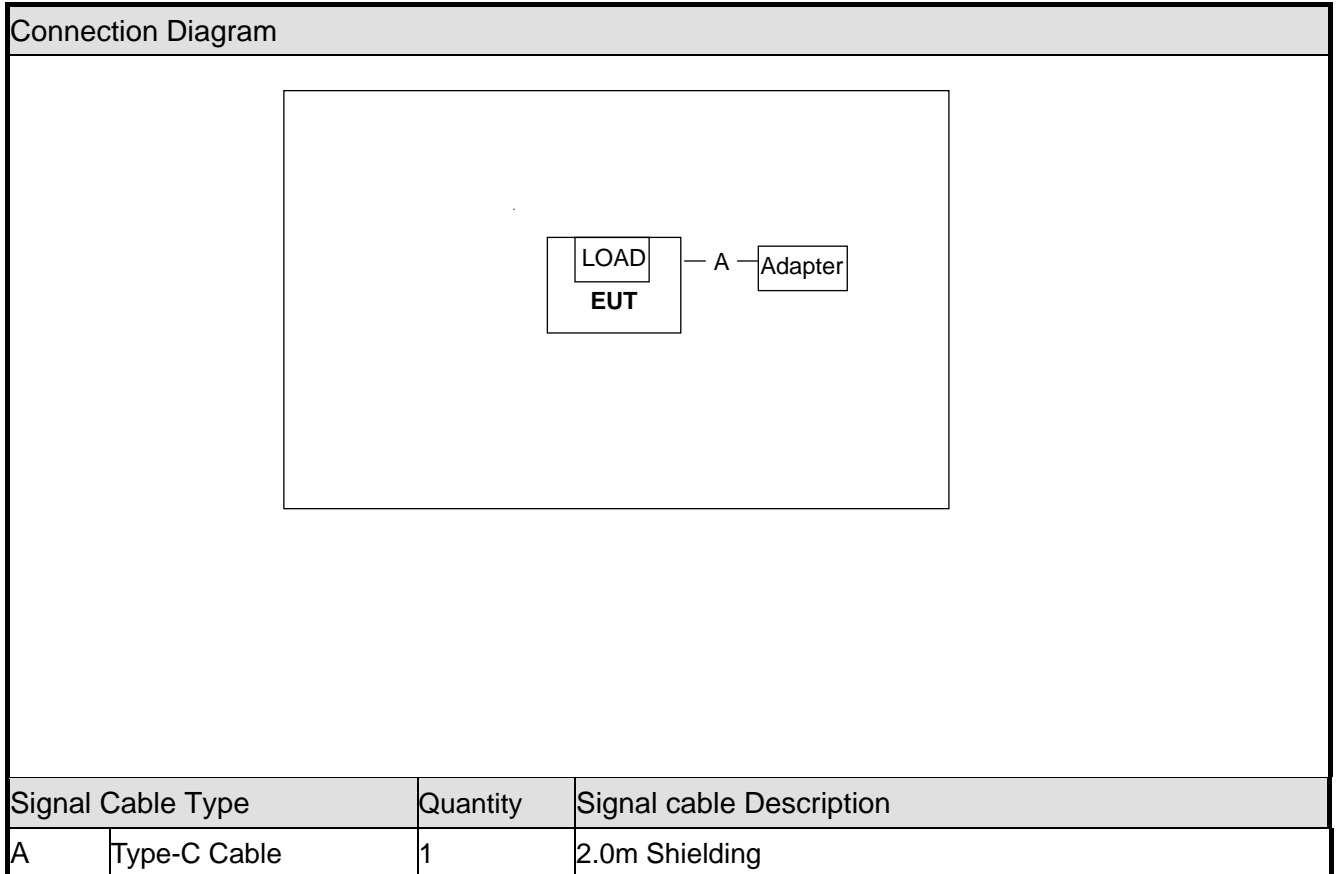 Connection Diagram
LOAD
EUT
A
Adapter
Signal Cable Type Quantity Signal cable Description
A Type-C Cable 1 2.0m Shielding